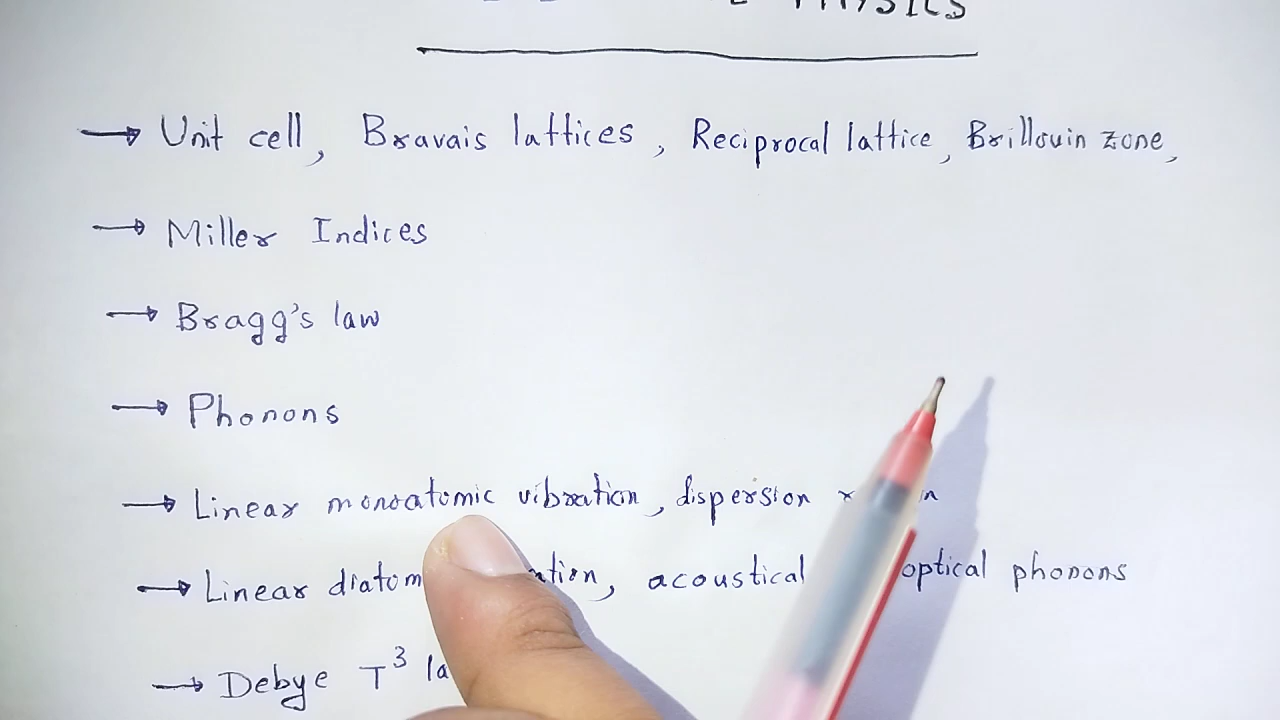 PHYSICS
→ Unit cell, Bravais lattices, Reciprocal lattice, Brillouin zone,
→ Miller Indices
→ Bragg's law
→ Phonons
→ Linear monoatomic vibration, dispersion
→ Linear acoustical optical phonons
→ Debye T³